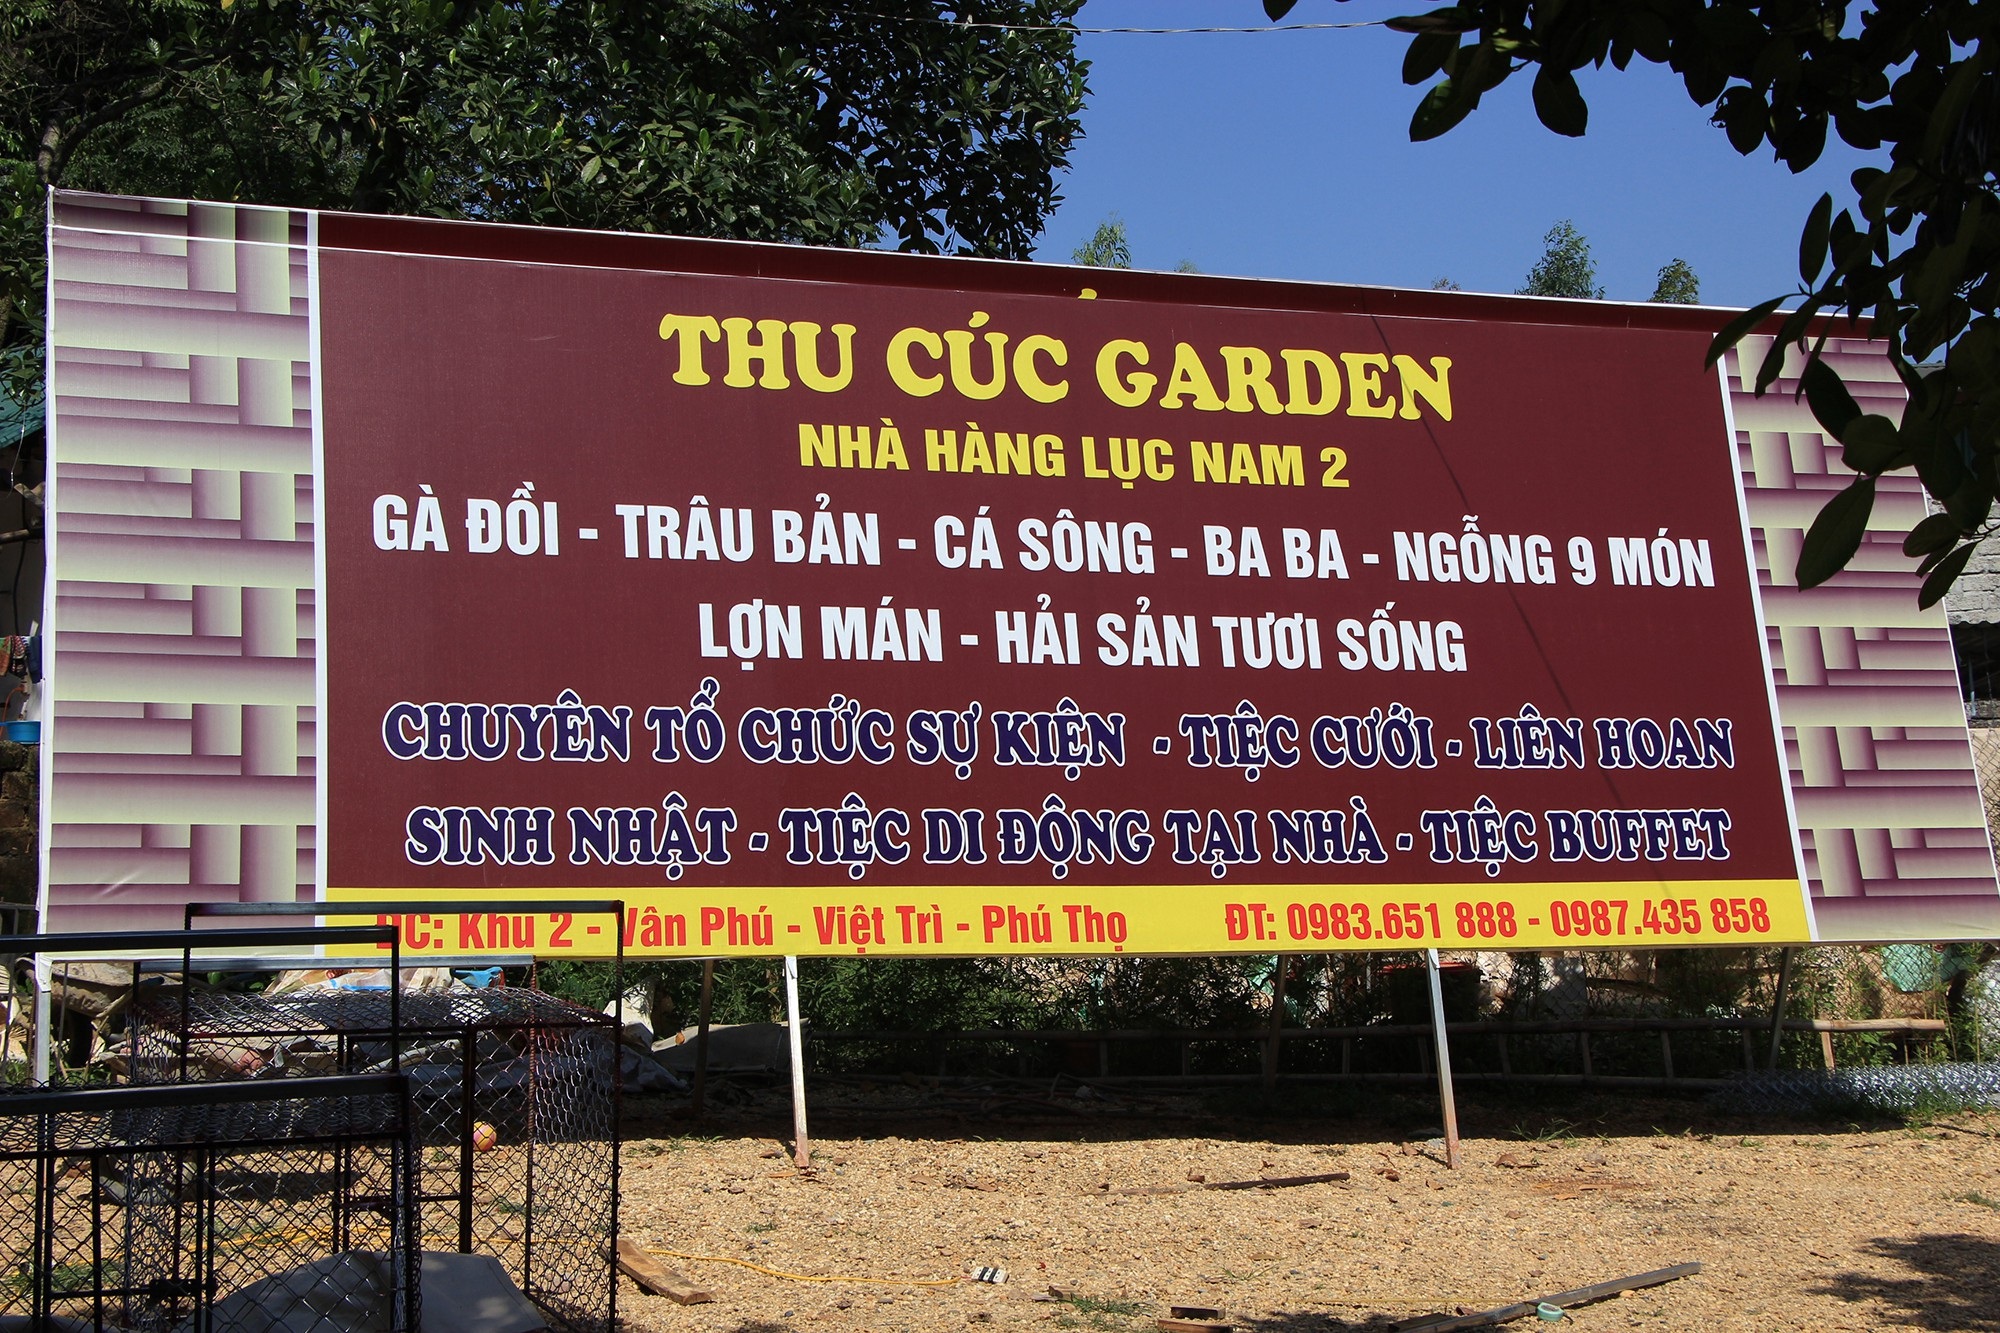 THU CÚC GARDEN
NHÀ HÀNG LỤC NAM 2
GÀ ĐỒI - TRÂU BẢN - CÁ SÔNG - BA BA - NGỖNG 9 MÓN
LỢN MÁN - HẢI SẢN TƯƠI SỐNG
CHUYÊN TỔ CHỨC SỰ KIỆN - TIỆC CƯỚI - LIÊN HOAN
SINH NHẬT - TIỆC DI ĐỘNG TẠI NHÀ - TIỆC BUFFET
ĐC: Khu 2 - Vân Phú - Việt Trì - Phú Thọ ĐT: 0983.651 888 - 0987.435 858